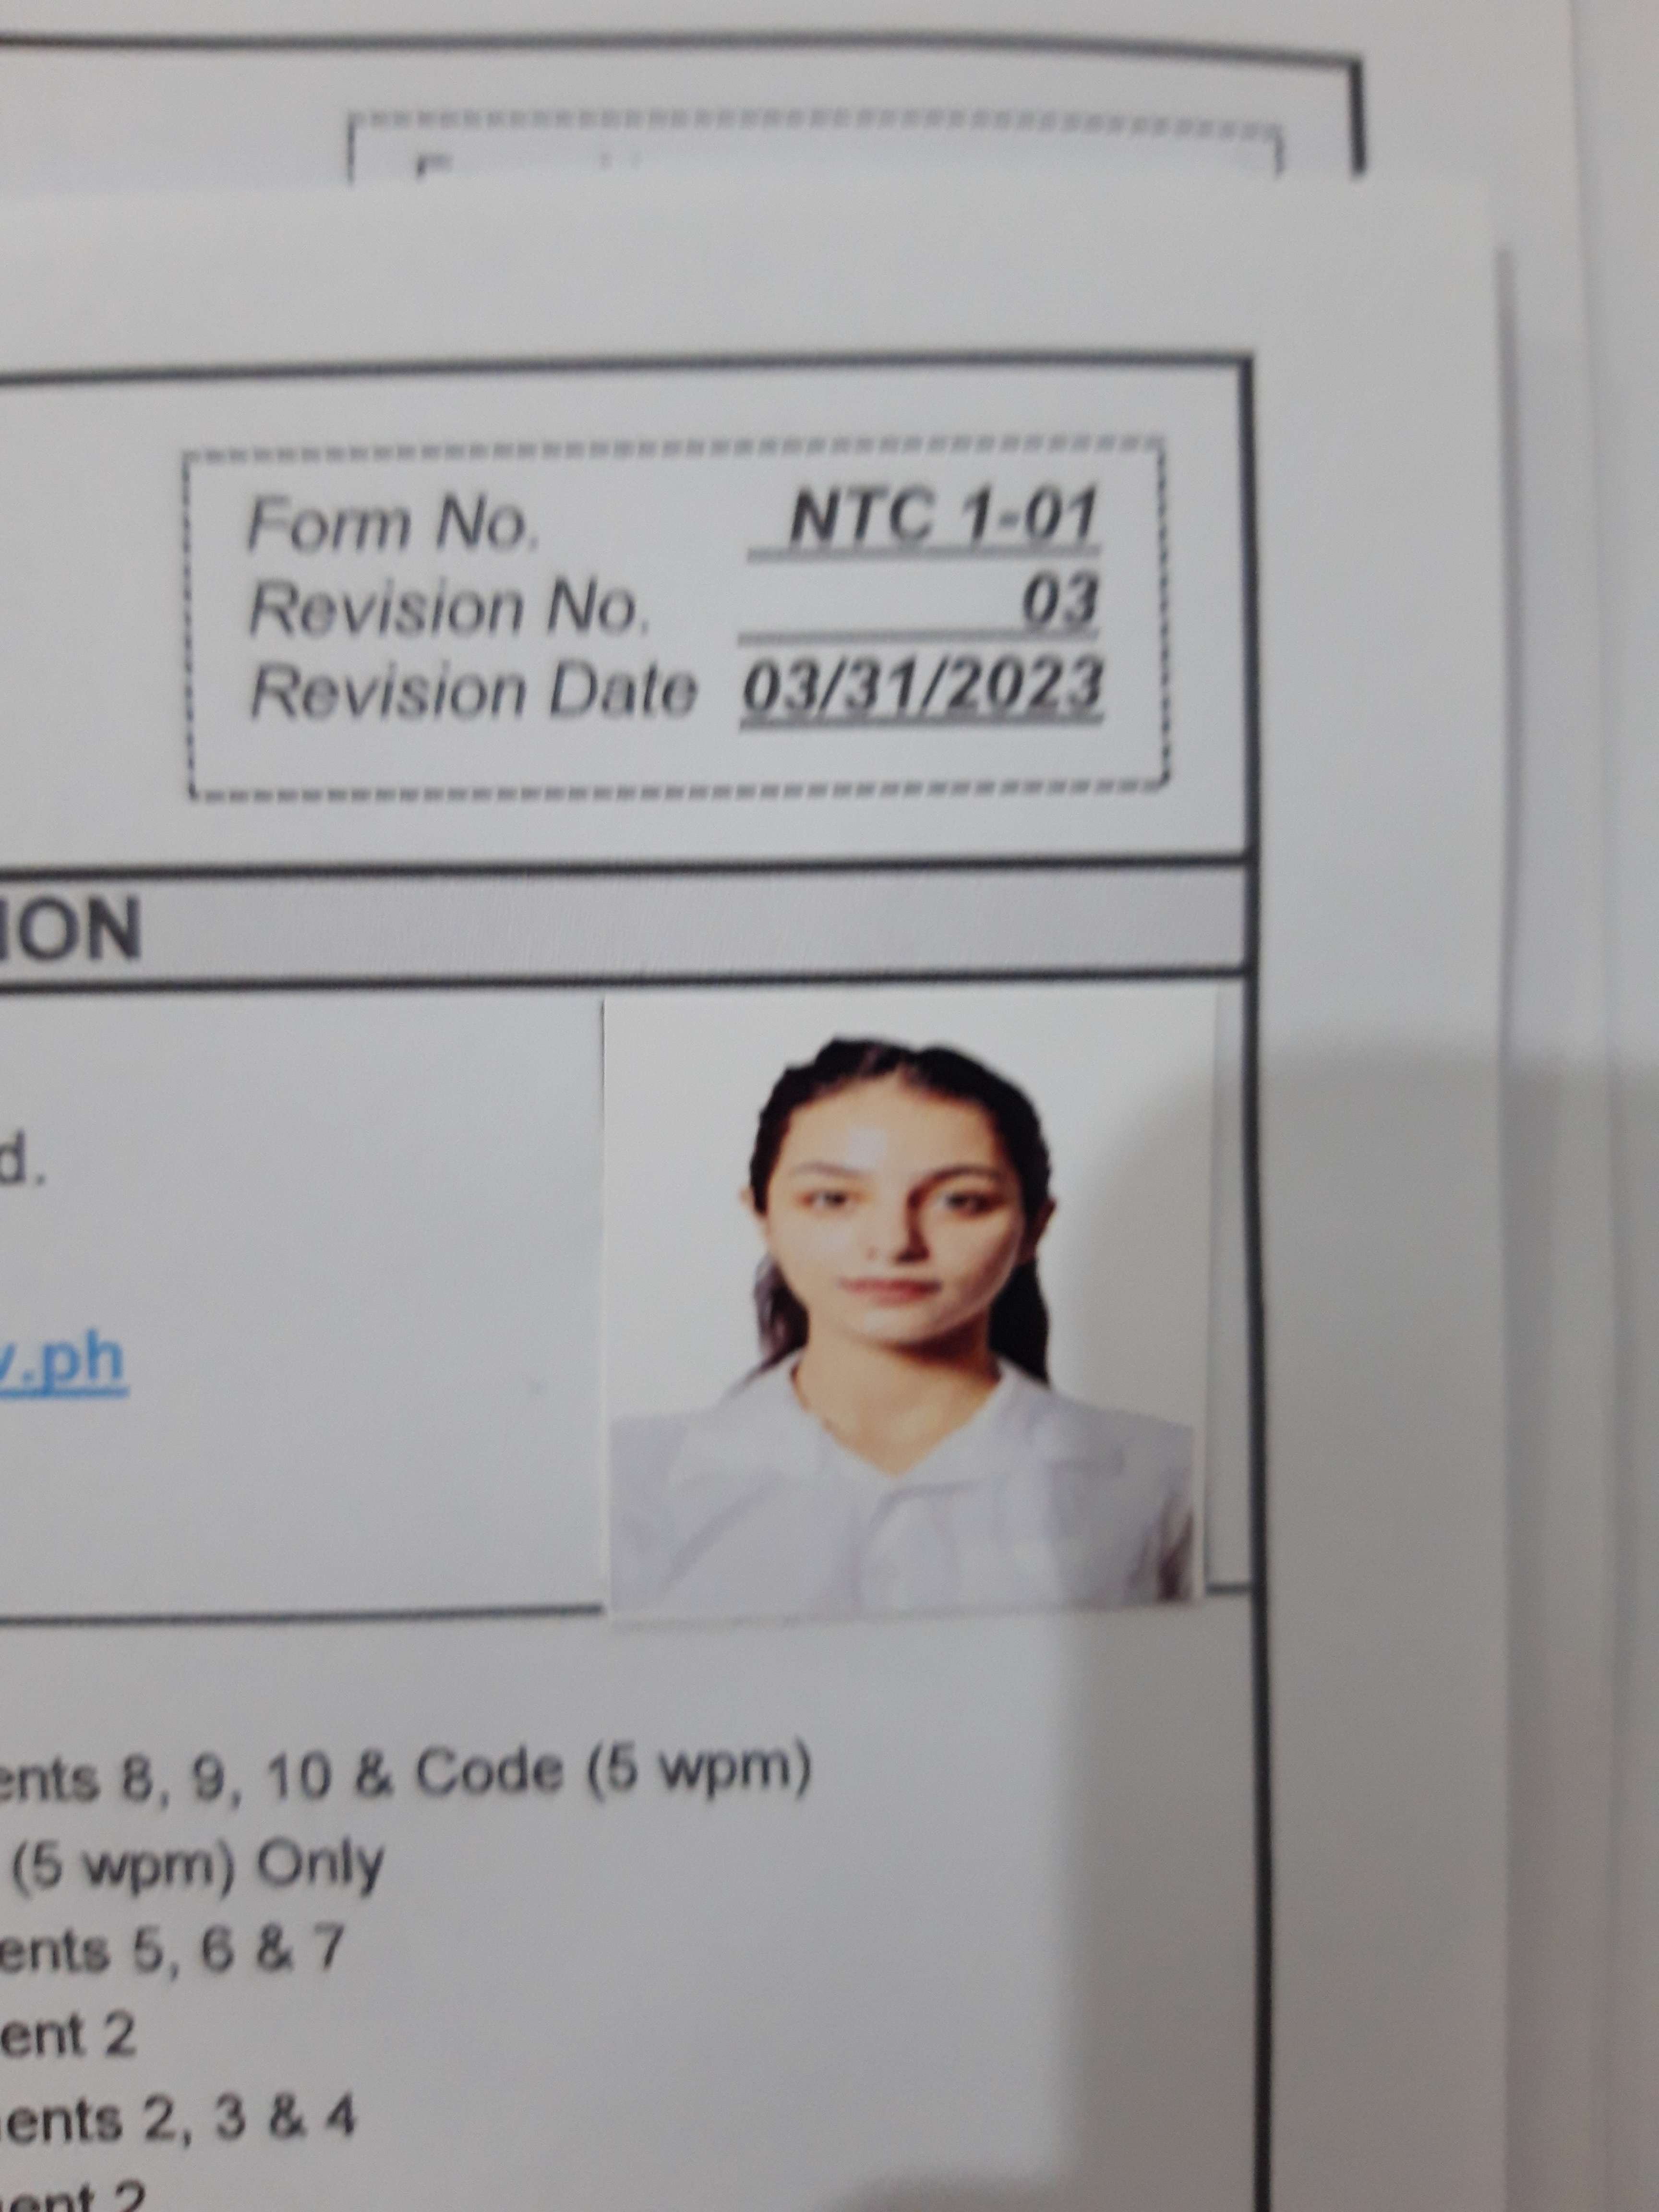 Form No. NTC 1-01
Revision No. 03
Revision Date 03/31/2023
ION
d.
v.ph
ents 8, 9, 10 & Code (5 wpm)
(5 wpm) Only
ents 5, 6 & 7
ent 2
ents 2, 3 & 4
ent 2